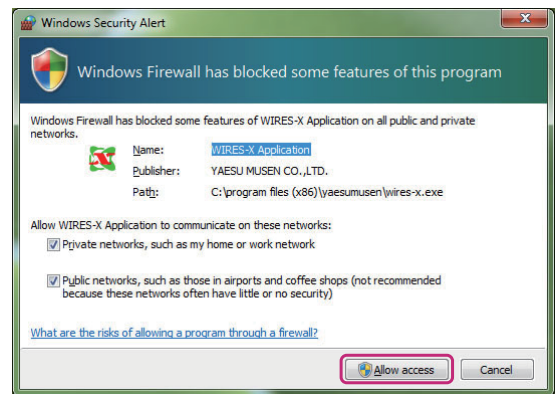 Windows Security Alert
Windows Firewall has blocked some features of this program
Windows Firewall has blocked some features of WIRES-X Application on all public and private
networks.
Name: WIRES-X Application
Publisher: YAESU MUSEN CO.,LTD.
Path: C:\program files (x86)\yaesumusen\wires-x.exe
Allow WIRES-X Application to communicate on these networks:
Private networks, such as my home or work network
Public networks, such as those in airports and coffee shops (not recommended
because these networks often have little or no security)
What are the risks of allowing a program through a firewall?
Allow access Cancel